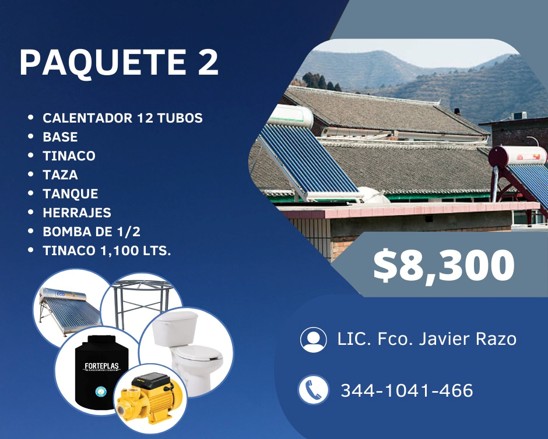 PAQUETE 2
• CALENTADOR 12 TUBOS
• BASE
• TINACO
• TAZA
• TANQUE
• HERRAJES
• BOMBA DE 1/2
• TINACO 1,100 LTS.
$8,300
FORTEPLAS
LIC. Fco. Javier Razo
344-1041-466